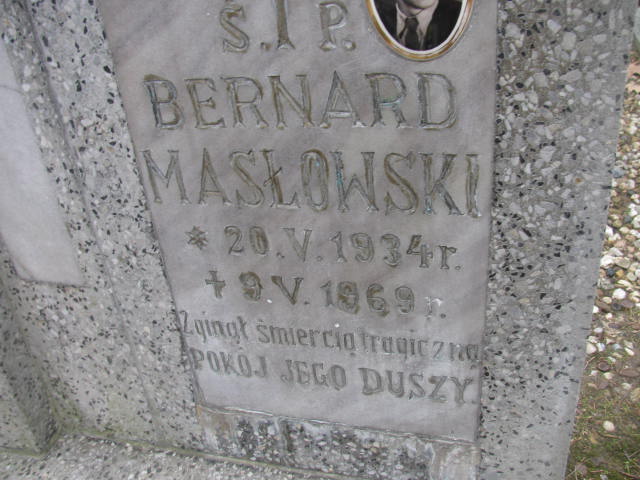 Ś. † P.
BERNARD
MASŁOWSKI
* 20.V.1934 r.
† 9 V. 1969 r.
Zginął śmiercią tragiczną
POKÓJ JEGO DUSZY.